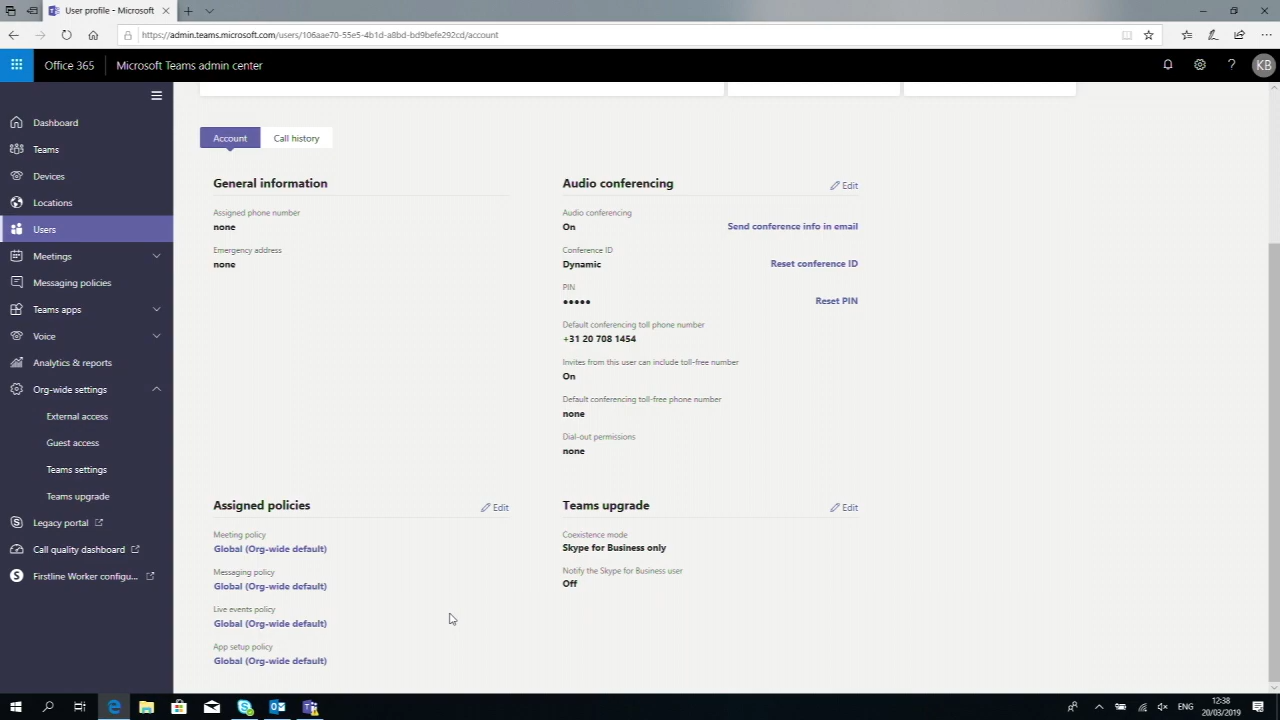 User profile - Microsoft
https://admin.teams.microsoft.com/users/106aae70-55e5-4b1d-a8bd-bd9befe292cd/account
Office 365
Microsoft Teams admin center
KB
Dashboard
Teams
Devices
Locations
Users
Meetings
Messaging policies
Teams apps
Voice
Analytics & reports
Org-wide settings
External access
Guest access
Teams settings
Teams upgrade
Legacy portal
Call quality dashboard
Firstline Worker configu...
Account
Call history
General information
Assigned phone number
none
Emergency address
none
Audio conferencing
Edit
Audio conferencing
On
Send conference info in email
Conference ID
Dynamic
Reset conference ID
PIN
●●●●●
Reset PIN
Default conferencing toll phone number
+31 20 708 1454
Invites from this user can include toll-free number
On
Default conferencing toll-free phone number
none
Dial-out permissions
none
Assigned policies
Edit
Meeting policy
Global (Org-wide default)
Messaging policy
Global (Org-wide default)
Live events policy
Global (Org-wide default)
App setup policy
Global (Org-wide default)
Teams upgrade
Edit
Coexistence mode
Skype for Business only
Notify the Skype for Business user
Off
ENG
12:38
20/03/2019